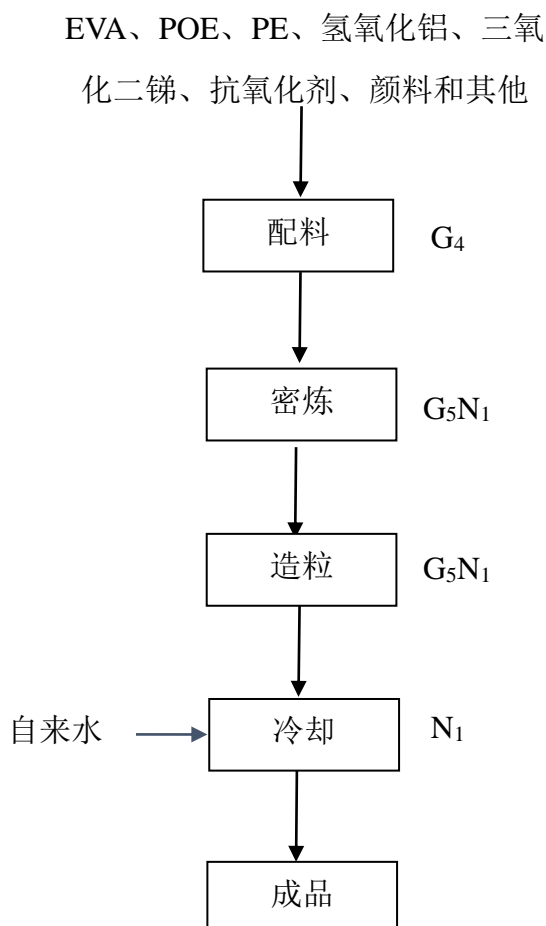 EVA、POE、PE、氢氧化铝、三氧
化二锑、抗氧化剂、颜料和其他
配料 G₄
密炼 G₅N₁
造粒 G₅N₁
自来水 冷却 N₁
成品